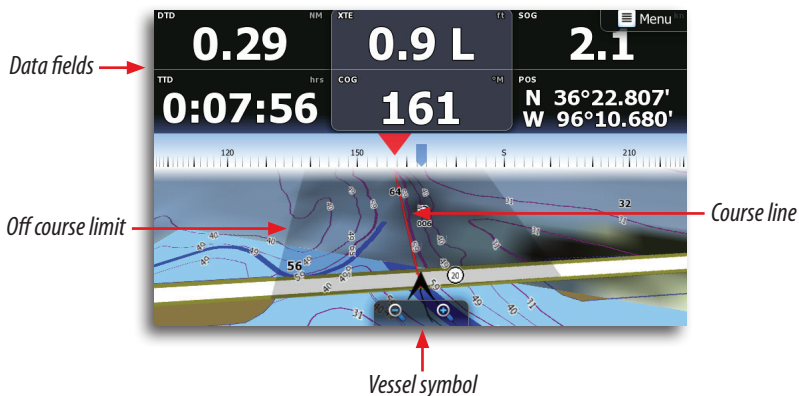 DTD NM XTE ft SOG Menu
0.29 0.9 L 2.1
Data fields
TTD hrs COG °M POS
0:07:56 161 N 36°22.807'
W 96°10.680'
120 150 S 210
64
32
Off course limit
Course line
56
20
Vessel symbol